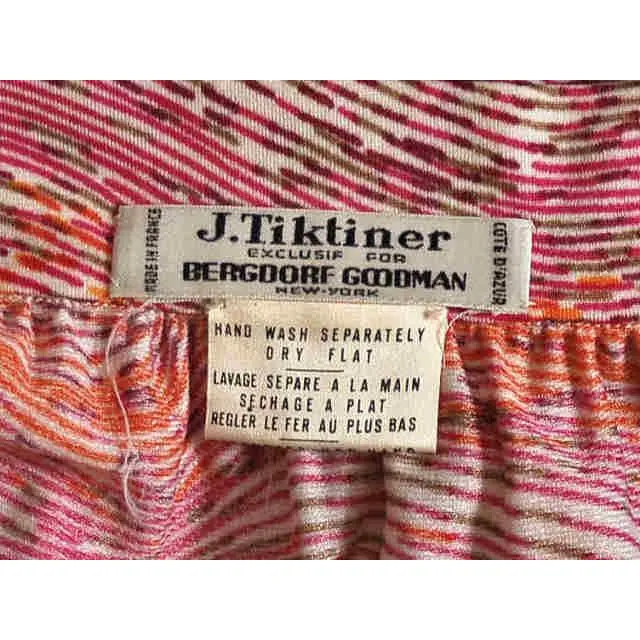 J.Tiktiner
EXCLUSIF FOR
BERGDORF GOODMAN
NEW-YORK
MADE IN FRANCE
COTE D'AZUR
HAND WASH SEPARATELY
DRY FLAT
LAVAGE SEPARE A LA MAIN
SECHAGE A PLAT
REGLER LE FER AU PLUS BAS